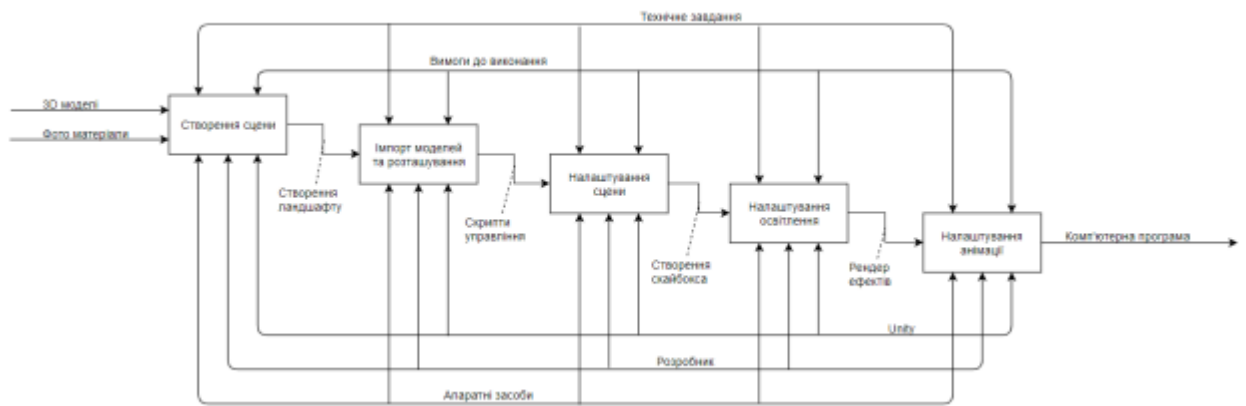 Технічне завдання
Вимоги до виконання
3D моделі
Фото матеріали
Створення сцени
Імпорт моделей
та розташування
Створення
ландшафту
Налаштування
сцени
Скрипти
управління
Налаштування
освітлення
Створення
скайбокса
Налаштування
анімації
Рендер
ефектів
Комп'ютерна програма
Unity
Розробник
Апаратні засоби